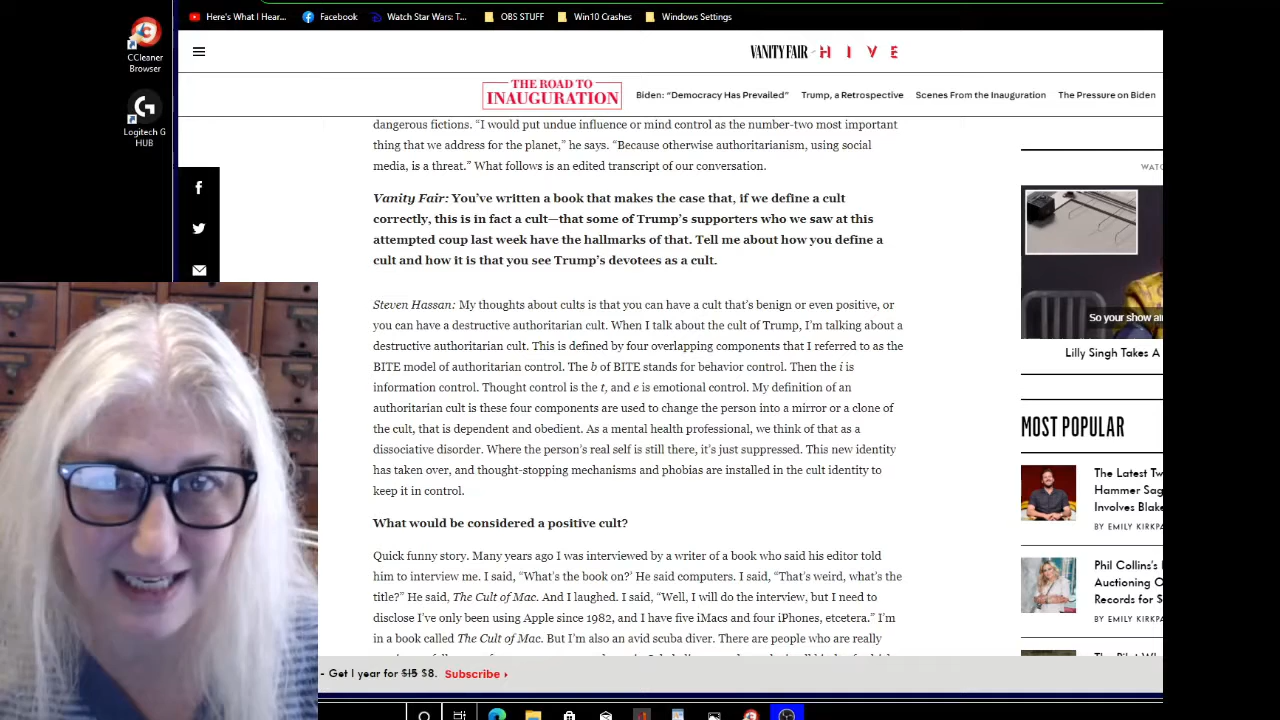 Here's What I Hear...
Facebook
Watch Star Wars: T...
OBS STUFF
Win10 Crashes
Windows Settings
CCleaner
Browser
Logitech G
HUB
VANITY FAIR
HIVE
THE ROAD TO
INAUGURATION
Biden: “Democracy Has Prevailed”
Trump, a Retrospective
Scenes From the Inauguration
The Pressure on Biden
dangerous fictions. “I would put undue influence or mind control as the number-two most important
thing that we address for the planet,” he says. “Because otherwise authoritarianism, using social
media, is a threat.” What follows is an edited transcript of our conversation.
Vanity Fair: You’ve written a book that makes the case that, if we define a cult
correctly, this is in fact a cult—that some of Trump’s supporters who we saw at this
attempted coup last week have the hallmarks of that. Tell me about how you define a
cult and how it is that you see Trump’s devotees as a cult.
Steven Hassan: My thoughts about cults is that you can have a cult that’s benign or even positive, or
you can have a destructive authoritarian cult. When I talk about the cult of Trump, I’m talking about a
destructive authoritarian cult. This is defined by four overlapping components that I referred to as the
BITE model of authoritarian control. The b of BITE stands for behavior control. Then the i is
information control. Thought control is the t, and e is emotional control. My definition of an
authoritarian cult is these four components are used to change the person into a mirror or a clone of
the cult, that is dependent and obedient. As a mental health professional, we think of that as a
dissociative disorder. Where the person’s real self is still there, it’s just suppressed. This new identity
has taken over, and thought-stopping mechanisms and phobias are installed in the cult identity to
keep it in control.
What would be considered a positive cult?
Quick funny story. Many years ago I was interviewed by a writer of a book who said his editor told
him to interview me. I said, “What’s the book on?’ He said computers. I said, “That’s weird, what’s the
title?” He said, The Cult of Mac. And I laughed. I said, “Well, I will do the interview, but I need to
disclose I’ve only been using Apple since 1982, and I have five iMacs and four iPhones, etcetera.” I’m
in a book called The Cult of Mac. But I’m also an avid scuba diver. There are people who are really
WATC
So your show ai
Lilly Singh Takes A
MOST POPULAR
The Latest Tw
Hammer Sag
Involves Blake
BY EMILY KIRKP
Phil Collins’s
Auctioning O
Records for $
BY EMILY KIRKP
- Get 1 year for $15 $8. Subscribe